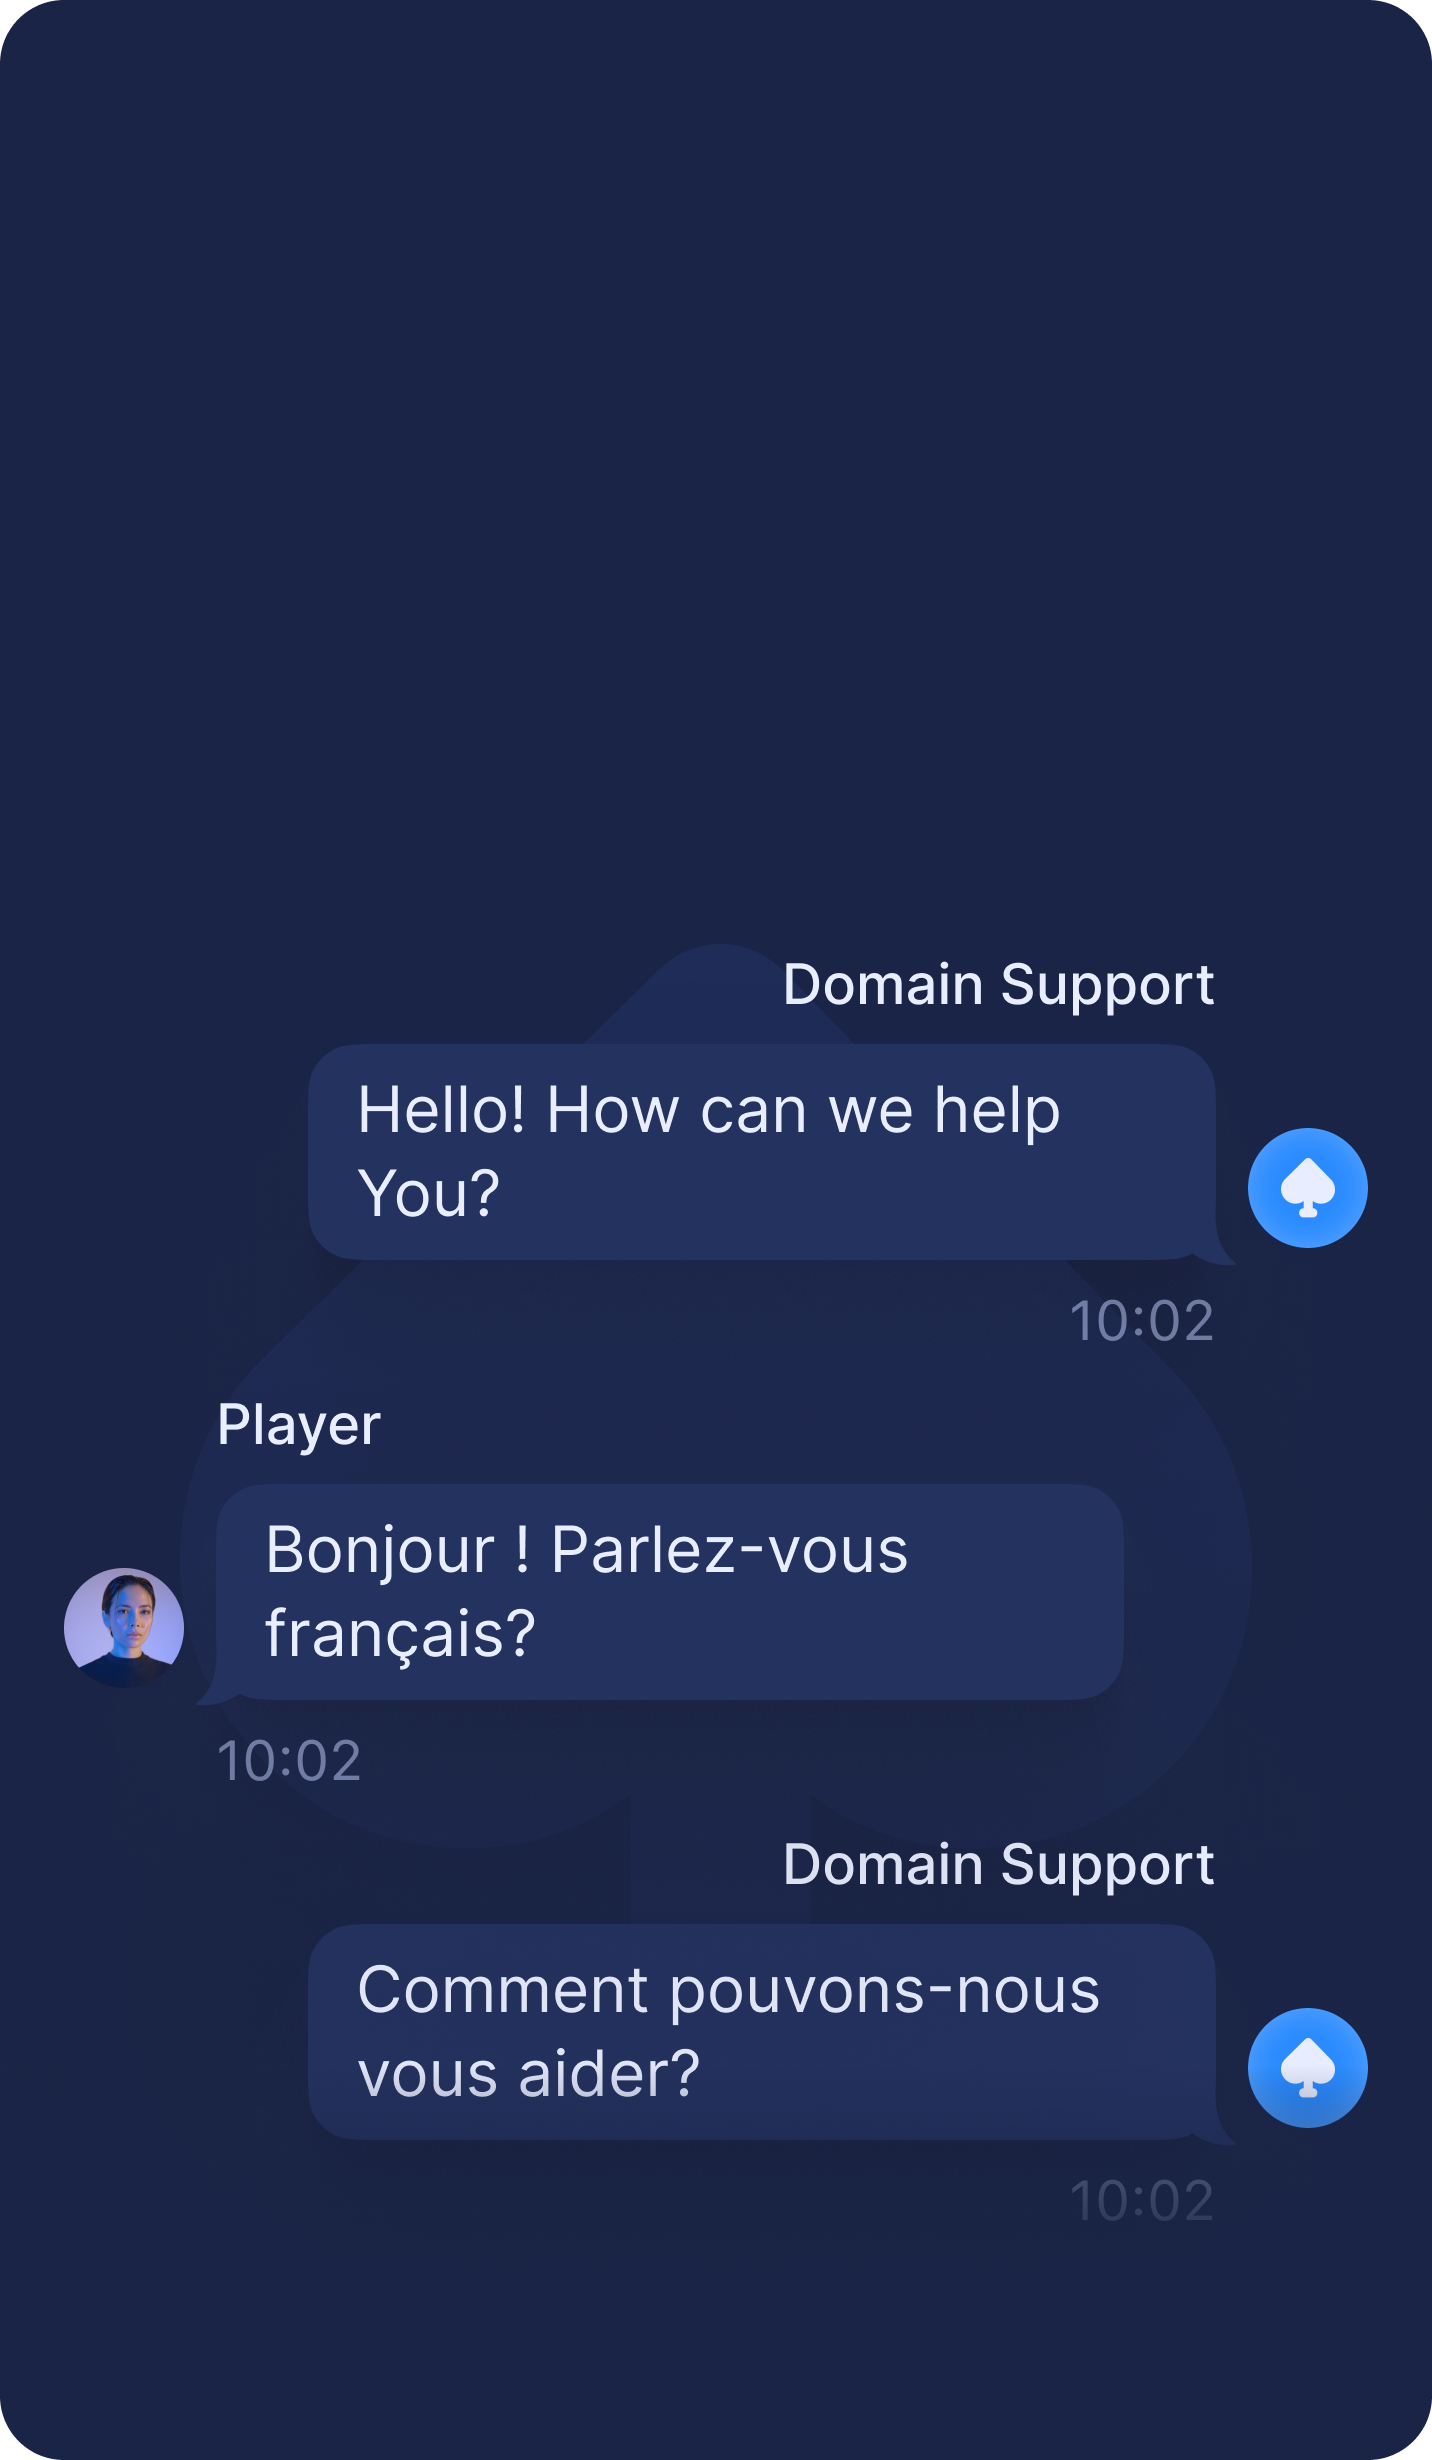 Domain Support
Hello! How can we help
You?
10:02
Player
Bonjour ! Parlez-vous
français?
10:02
Domain Support
Comment pouvons-nous
vous aider?
10:02